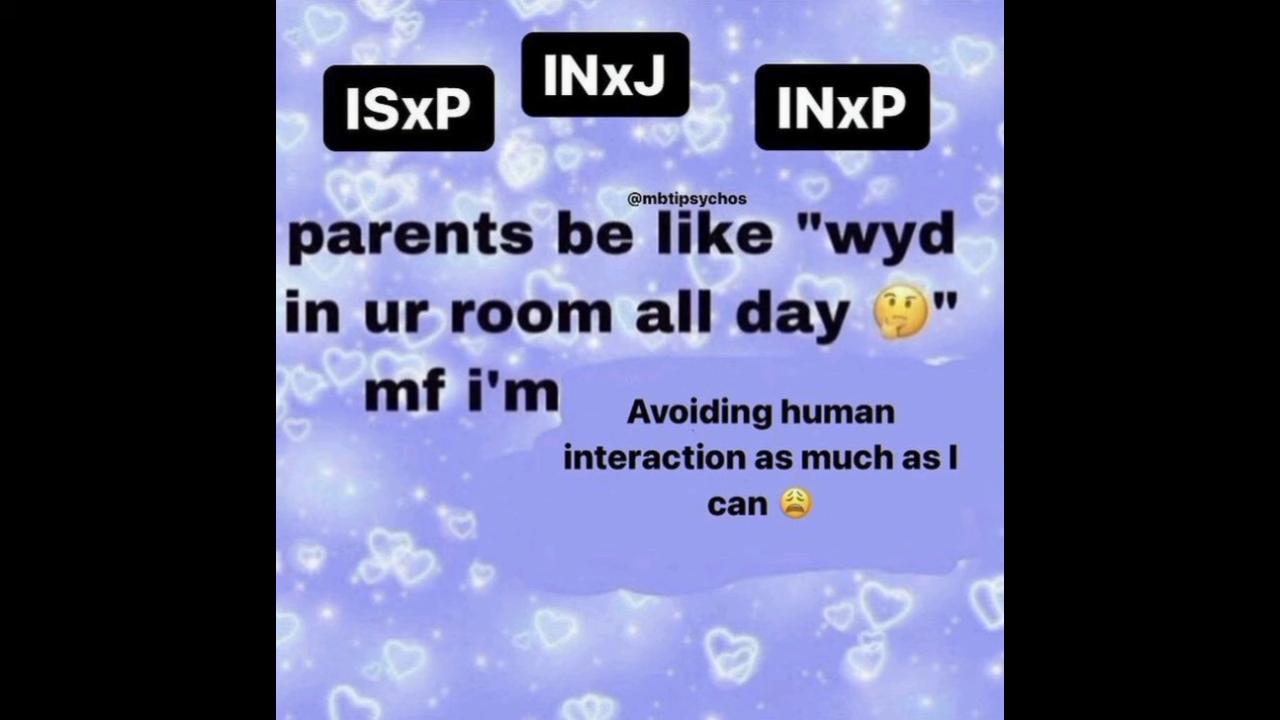 ISxP
INxJ
INxP
@mbtipsychos
parents be like "wyd
in ur room all day 🤔"
mf i'm
Avoiding human
interaction as much as I
can 😩